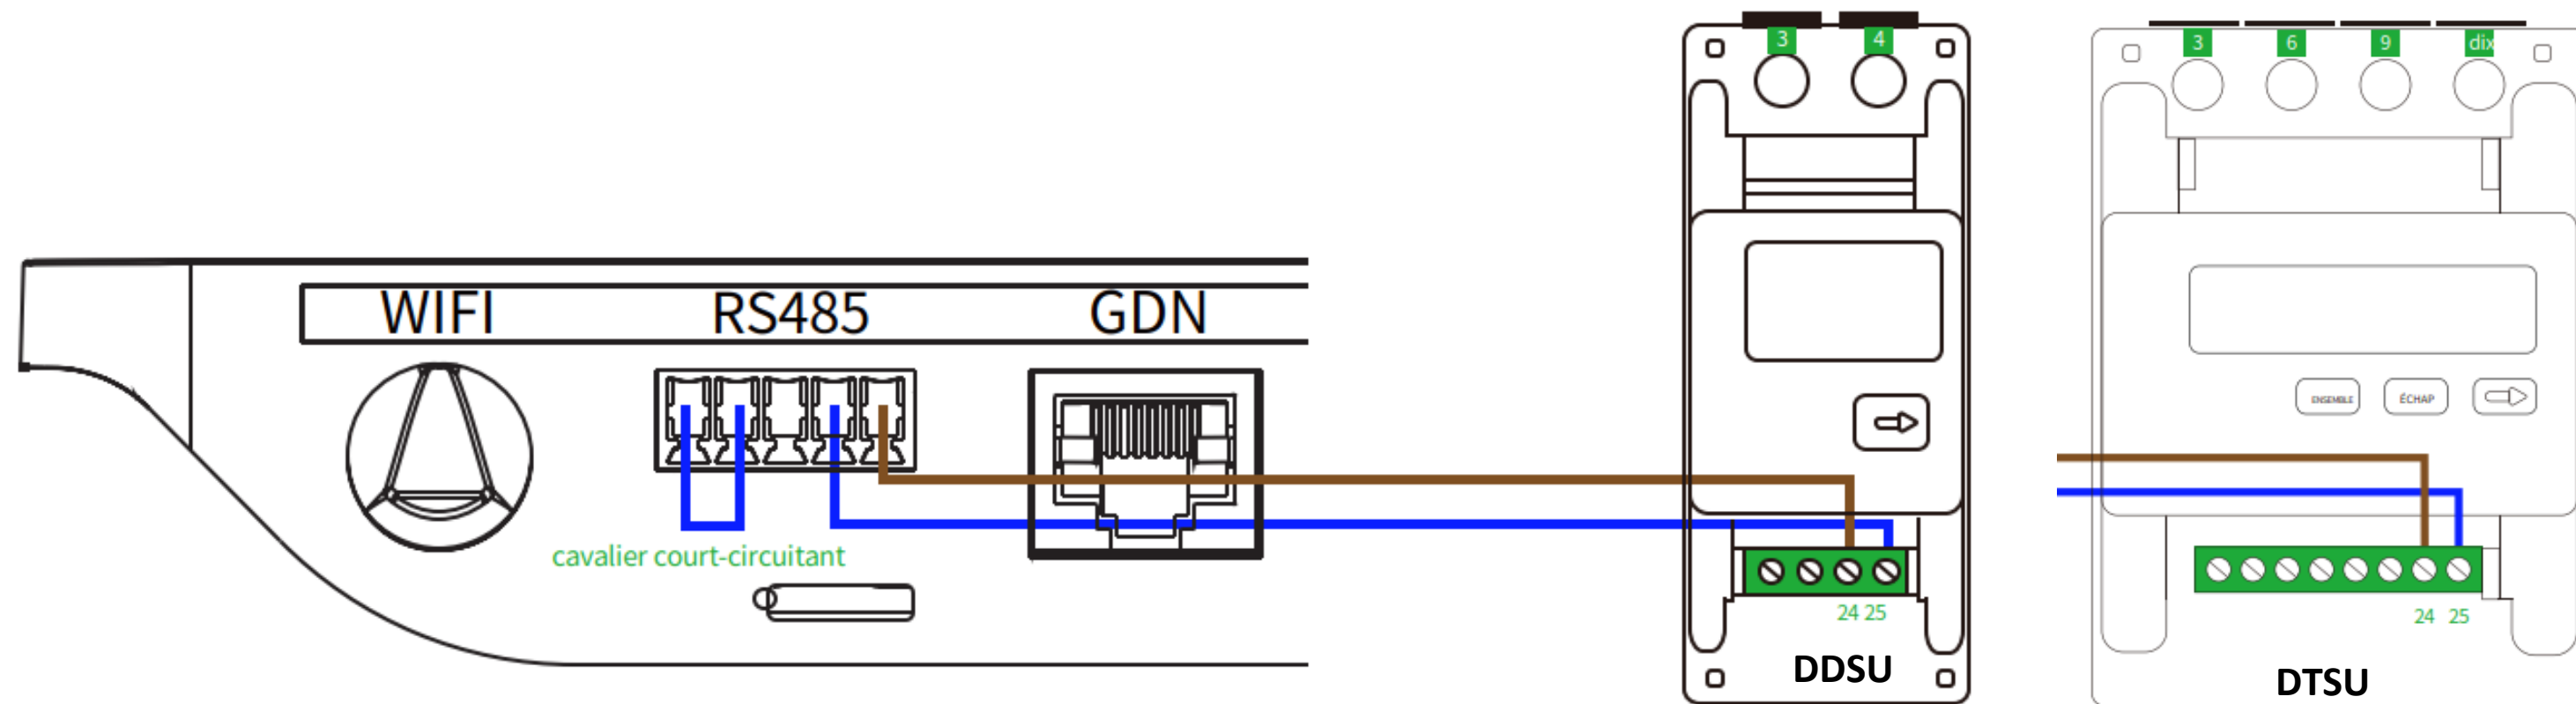 3 4
3 6 9 dix
WIFI RS485 GDN
ENSEMBLE ÉCHAP
cavalier court-circuitant
24 25
24 25
DDSU
DTSU